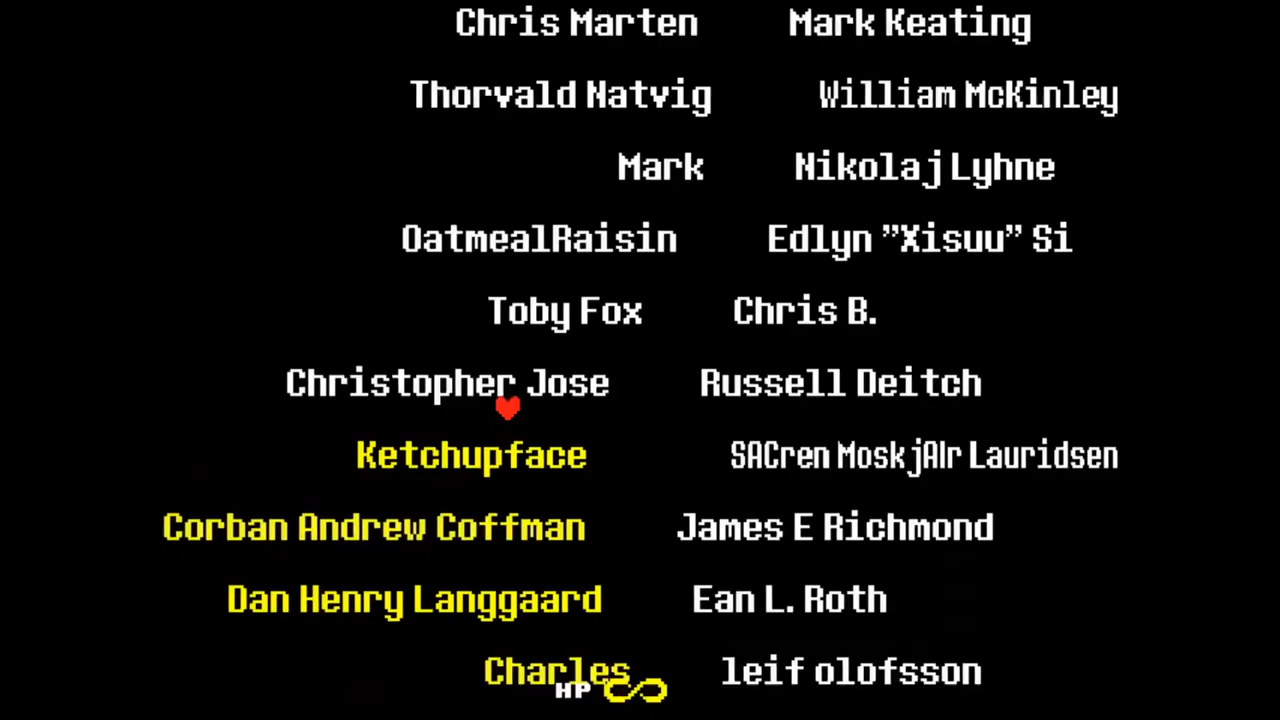 Chris Marten Mark Keating
Thorvald Natvig William McKinley
Mark Nikolaj Lyhne
OatmealRaisin Edlyn "Xisuu" Si
Toby Fox Chris B.
Christopher Jose Russell Deitch
Ketchupface SACren MoskjAlr Lauridsen
Corban Andrew Coffman James E Richmond
Dan Henry Langgaard Ean L. Roth
Charles leif olofsson
HP ∞